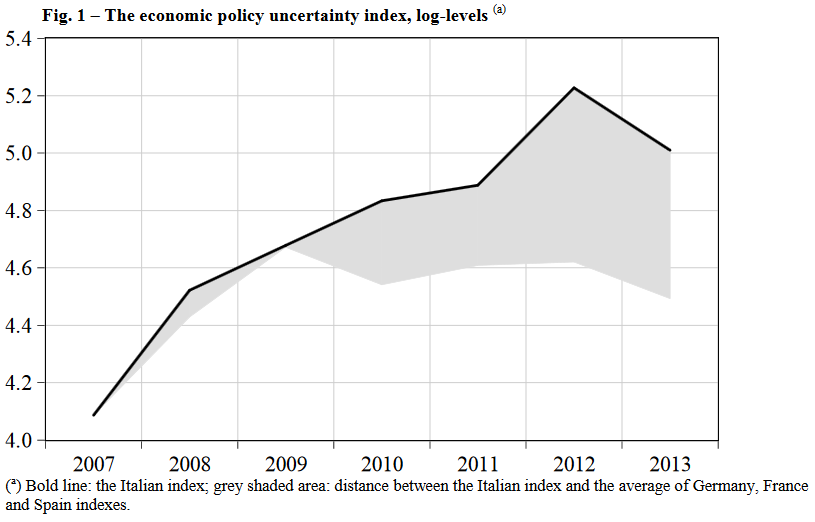 Fig. 1 – The economic policy uncertainty index, log-levels (a)
5.4
5.2
5.0
4.8
4.6
4.4
4.2
4.0
2007 2008 2009 2010 2011 2012 2013
(a) Bold line: the Italian index; grey shaded area: distance between the Italian index and the average of Germany, France
and Spain indexes.